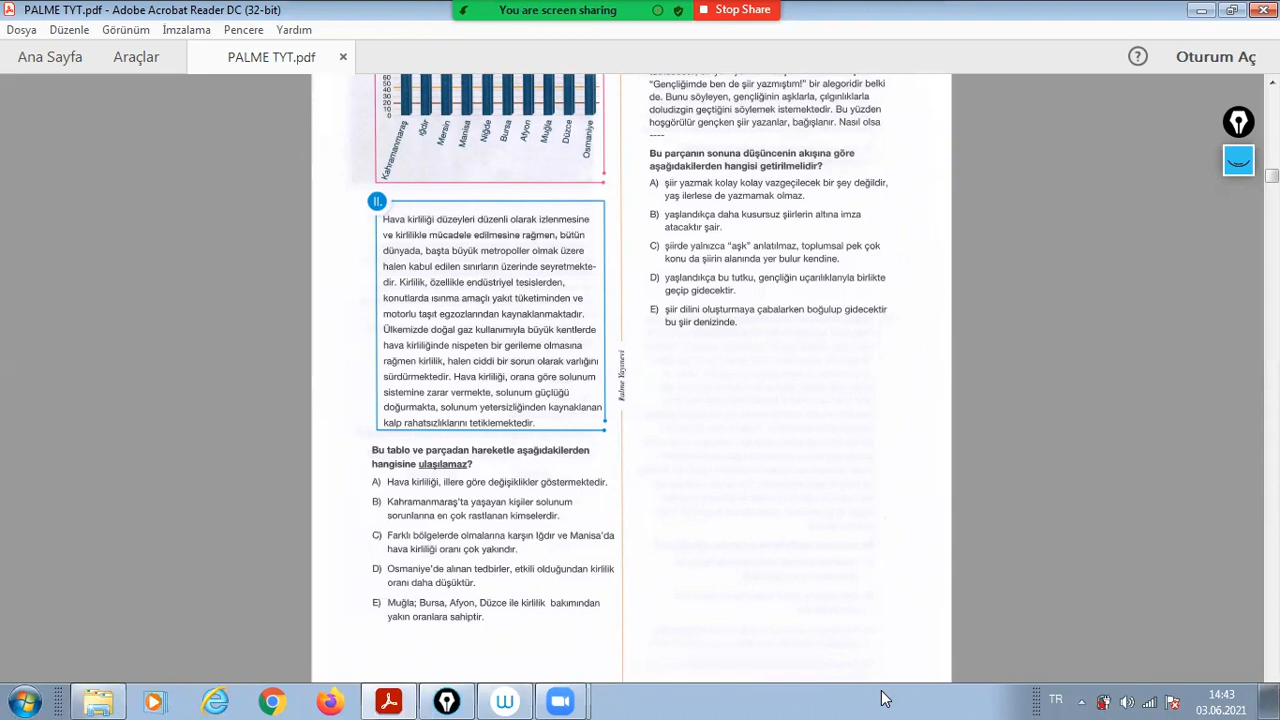 PALME TYT.pdf - Adobe Acrobat Reader DC (32-bit)
You are screen sharing
Stop Share
Dosya Düzenle Görünüm İmzalama Pencere Yardım
Ana Sayfa Araçlar PALME TYT.pdf Oturum Aç
60
50
40
30
20
10
0
Kahramanmaraş
Iğdır
Mersin
Manisa
Niğde
Bursa
Afyon
Muğla
Düzce
Osmaniye
II.
Hava kirliliği düzeyleri düzenli olarak izlenmesine
ve kirlilikle mücadele edilmesine rağmen, bütün
dünyada, başta büyük metropoller olmak üzere
halen kabul edilen sınırların üzerinde seyretmekte-
dir. Kirlilik, özellikle endüstriyel tesislerden,
konutlarda ısınma amaçlı yakıt tüketiminden ve
motorlu taşıt egzozlarından kaynaklanmaktadır.
Ülkemizde doğal gaz kullanımıyla büyük kentlerde
hava kirliliğinde nispeten bir gerileme olmasına
rağmen kirlilik, halen ciddi bir sorun olarak varlığını
sürdürmektedir. Hava kirliliği, orana göre solunum
sistemine zarar vermekte, solunum güçlüğü
doğurmakta, solunum yetersizliğinden kaynaklanan
kalp rahatsızlıklarını tetiklemektedir.
Bu tablo ve parçadan hareketle aşağıdakilerden
hangisine ulaşılamaz?
A) Hava kirliliği, illere göre değişiklikler göstermektedir.
B) Kahramanmaraş'ta yaşayan kişiler solunum
sorunlarına en çok rastlanan kimselerdir.
C) Farklı bölgelerde olmalarına karşın Iğdır ve Manisa'da
hava kirliliği oranı çok yakındır.
D) Osmaniye'de alınan tedbirler, etkili olduğundan kirlilik
oranı daha düşüktür.
E) Muğla; Bursa, Afyon, Düzce ile kirlilik bakımından
yakın oranlara sahiptir.
Palme Yayınevi
"Gençliğimde ben de şiir yazmıştım!" bir alegoridir belki
de. Bunu söyleyen, gençliğinin aşklarla, çılgınlıklarla
doludizgin geçtiğini söylemek istemektedir. Bu yüzden
hoşgörülür gençken şiir yazanlar, bağışlanır. Nasıl olsa
----
Bu parçanın sonuna düşüncenin akışına göre
aşağıdakilerden hangisi getirilmelidir?
A) şiir yazmak kolay kolay vazgeçilecek bir şey değildir,
yaş ilerlese de yazmamak olmaz.
B) yaşlandıkça daha kusursuz şiirlerin altına imza
atacaktır şair.
C) şiirde yalnızca "aşk" anlatılmaz, toplumsal pek çok
konu da şiirin alanında yer bulur kendine.
D) yaşlandıkça bu tutku, gençliğin uçarılıklarıyla birlikte
geçip gidecektir.
E) şiir dilini oluşturmaya çabalarken boğulup gidecektir
bu şiir denizinde.
TR
14:43
03.06.2021